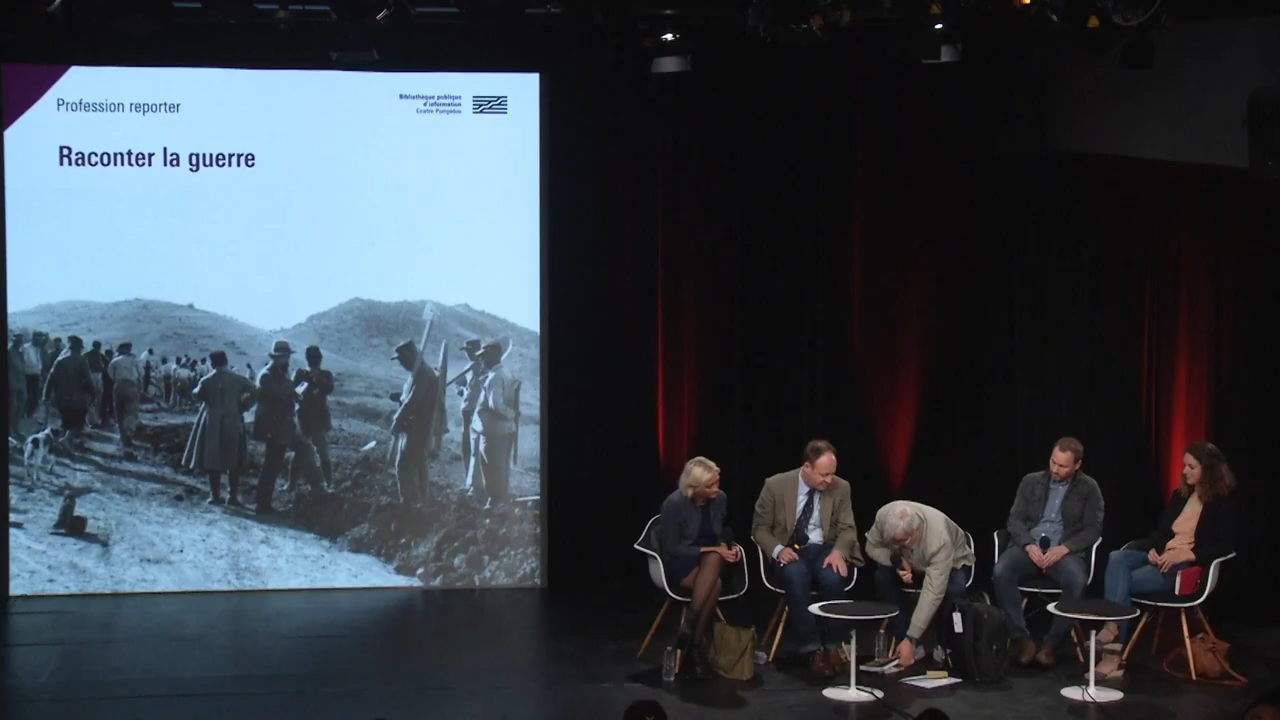 Profession reporter
Bibliothèque publique
d'information
Centre Pompidou
Raconter la guerre